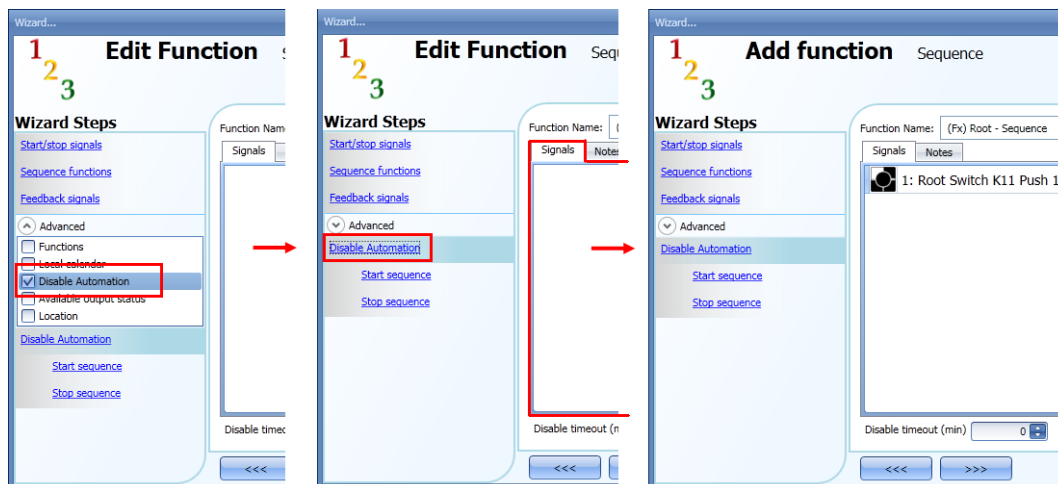 Wizard...
1 2 3
Edit Function
Wizard Steps
Start/stop signals
Sequence functions
Feedback signals
Advanced
Functions
Local calendar
Disable Automation
Available output status
Location
Disable Automation
Start sequence
Stop sequence
Function Nam
Signals
Disable timeo
<<<
Wizard...
1 2 3
Edit Function Sequ
Wizard Steps
Start/stop signals
Sequence functions
Feedback signals
Advanced
Disable Automation
Start sequence
Stop sequence
Function Name: (
Signals Notes
Disable timeout (m
<<<
Wizard...
1 2 3
Add function Sequence
Wizard Steps
Start/stop signals
Sequence functions
Feedback signals
Advanced
Disable Automation
Start sequence
Stop sequence
Function Name: (Fx) Root - Sequence
Signals Notes
1: Root Switch K11 Push 1
Disable timeout (min) 0
<<< >>>